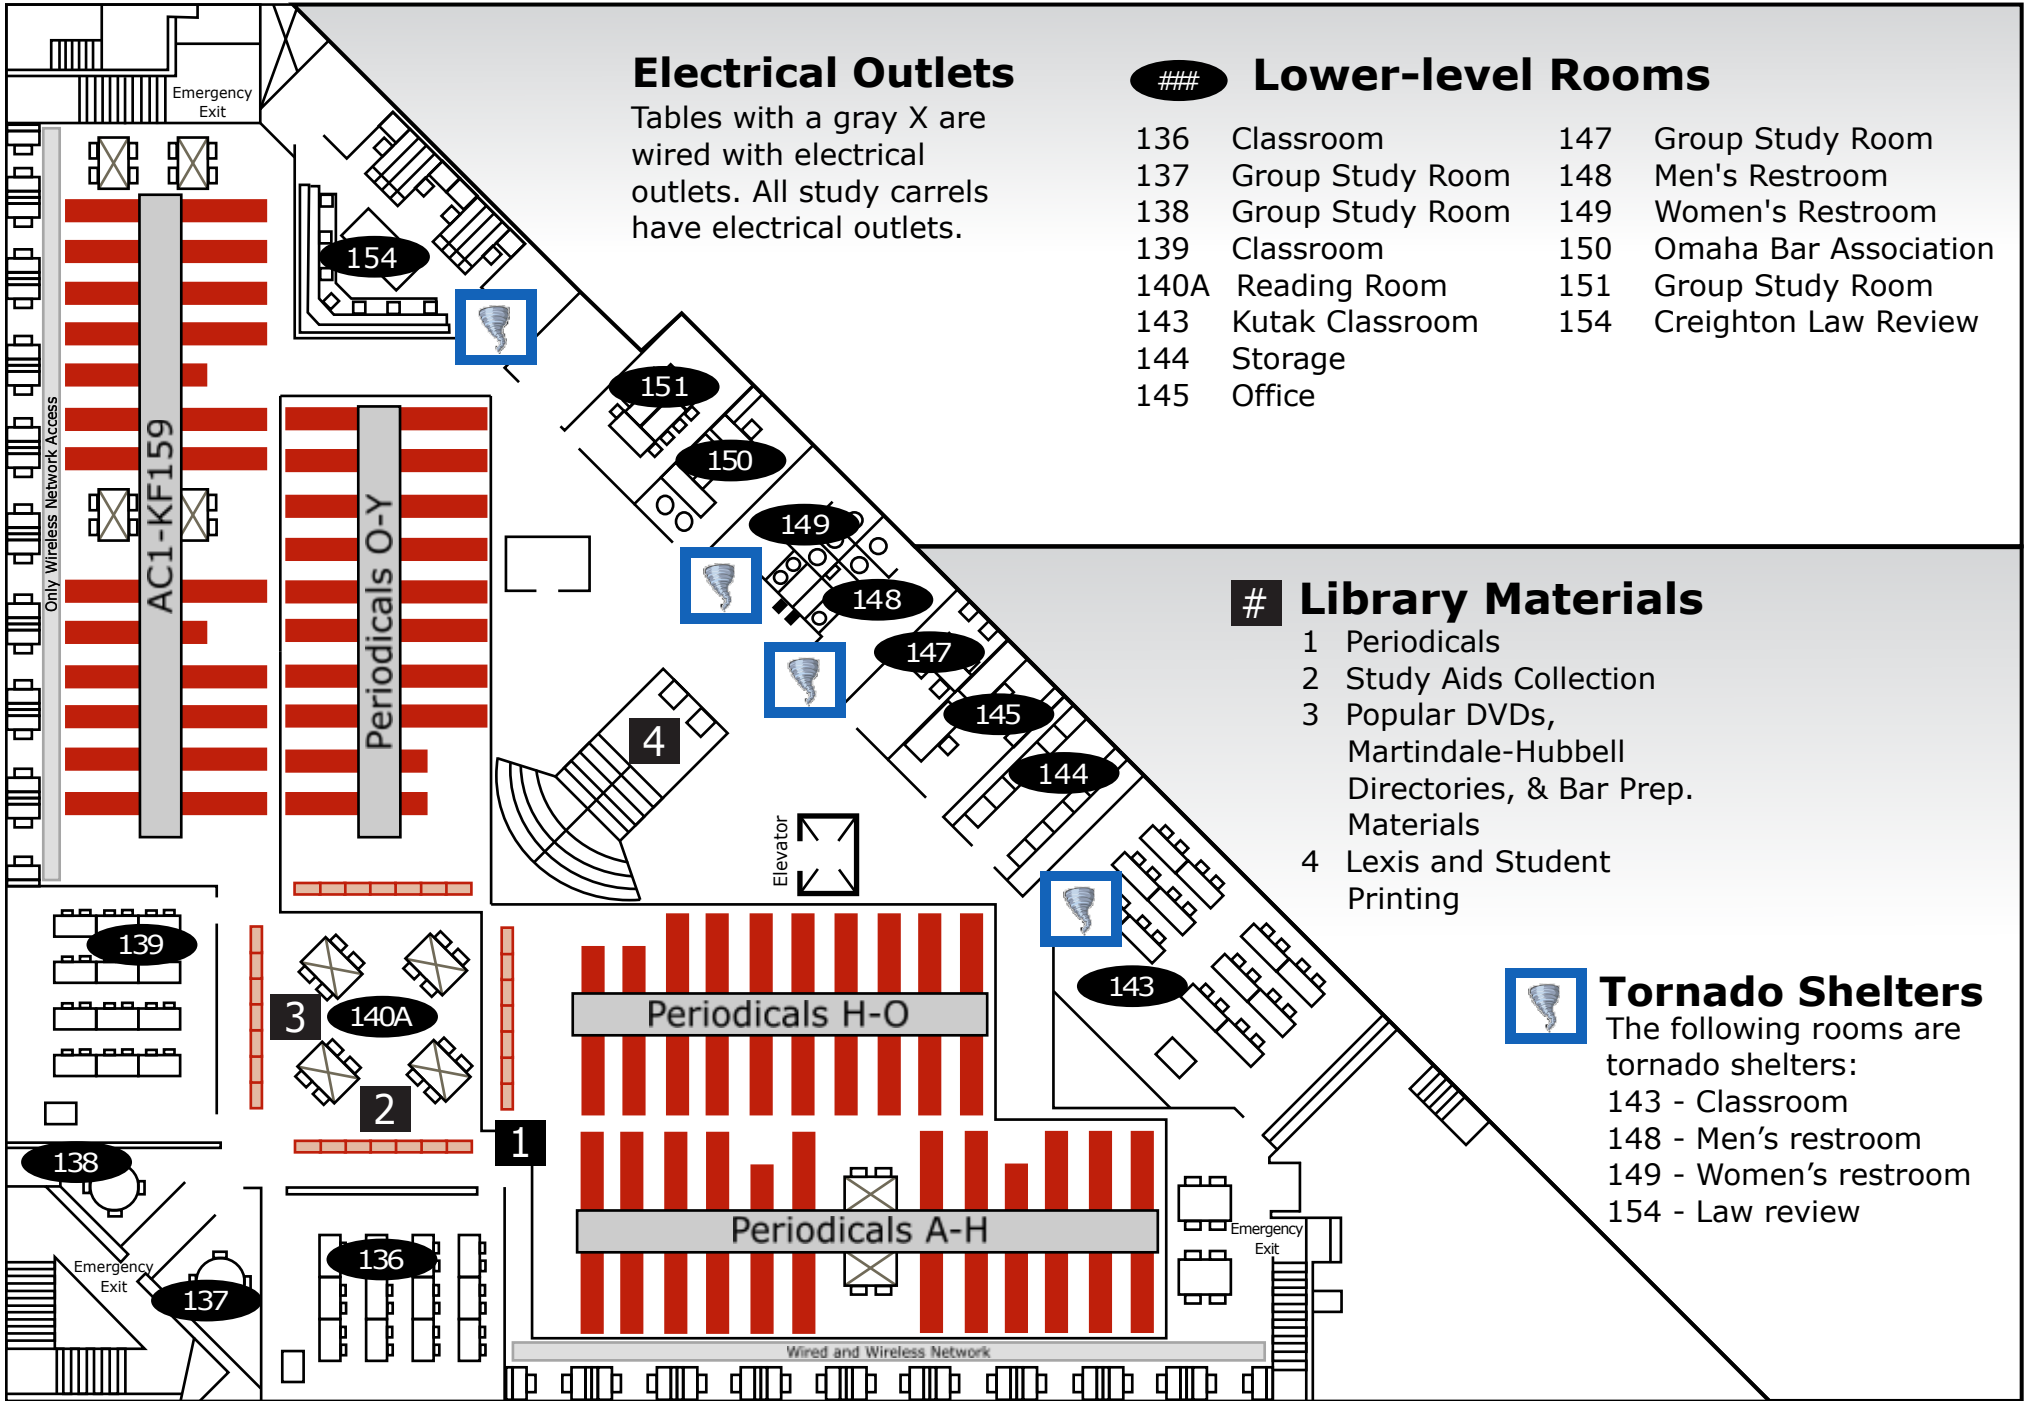 Electrical Outlets
Tables with a gray X are
wired with electrical
outlets. All study carrels
have electrical outlets.
### Lower-level Rooms
136 Classroom
137 Group Study Room
138 Group Study Room
139 Classroom
140A Reading Room
143 Kutak Classroom
144 Storage
145 Office
147 Group Study Room
148 Men's Restroom
149 Women's Restroom
150 Omaha Bar Association
151 Group Study Room
154 Creighton Law Review
# Library Materials
1 Periodicals
2 Study Aids Collection
3 Popular DVDs,
Martindale-Hubbell
Directories, & Bar Prep.
Materials
4 Lexis and Student
Printing
Tornado Shelters
The following rooms are
tornado shelters:
143 - Classroom
148 - Men’s restroom
149 - Women’s restroom
154 - Law review
Emergency
Exit
154
151
150
149
148
147
145
144
143
Only Wireless Network Access
AC1-KF159
Periodicals O-Y
4
Elevator
139
3
140A
2
1
Periodicals H-O
138
Periodicals A-H
Emergency
Exit
136
Emergency
Exit
137
Wired and Wireless Network